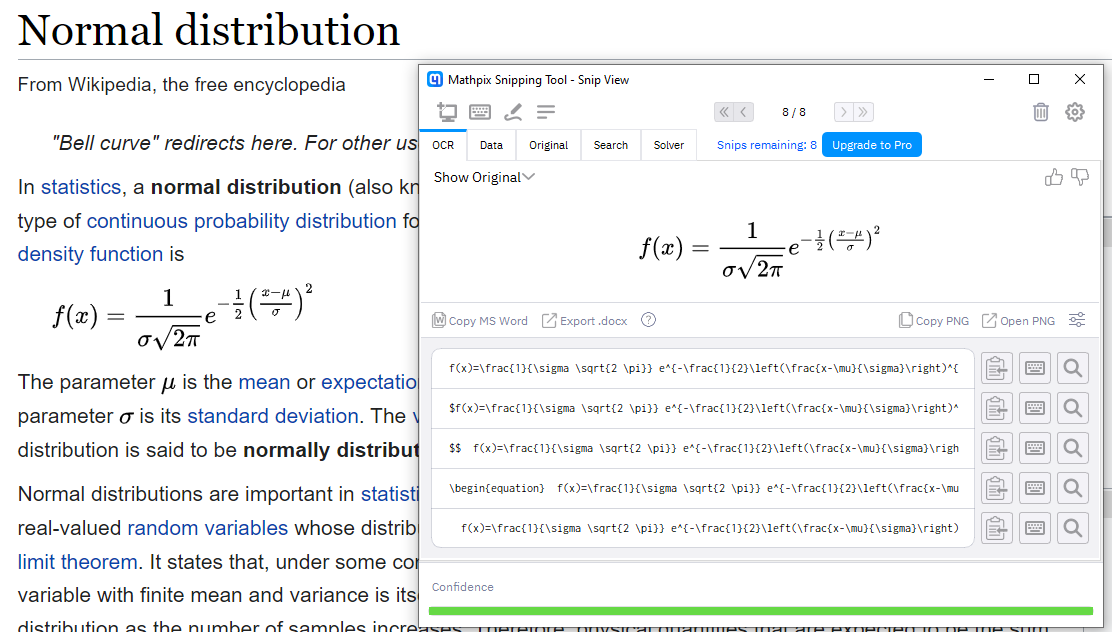 Normal distribution
From Wikipedia, the free encyclopedia
"Bell curve" redirects here. For other us
In statistics, a normal distribution (also kn
type of continuous probability distribution fo
density function is
f(x) = \frac{1}{\sigma\sqrt{2\pi}} e^{-\frac{1}{2}\left(\frac{x-\mu}{\sigma}\right)^2}
The parameter μ is the mean or expectatio
parameter σ is its standard deviation. The v
distribution is said to be normally distribut
Normal distributions are important in statisti
real-valued random variables whose distrib
limit theorem. It states that, under some con
variable with finite mean and variance is its
distribution as the number of samples increases. Therefore, physical quantities that are expected to be the sum
Mathpix Snipping Tool - Snip View
8 / 8
OCR Data Original Search Solver Snips remaining: 8 Upgrade to Pro
Show Original
f(x) = \frac{1}{\sigma\sqrt{2\pi}} e^{-\frac{1}{2}\left(\frac{x-\mu}{\sigma}\right)^2}
Copy MS Word Export .docx Copy PNG Open PNG
f(x)=\frac{1}{\sigma \sqrt{2 \pi}} e^{-\frac{1}{2}\left(\frac{x-\mu}{\sigma}\right)^{
$f(x)=\frac{1}{\sigma \sqrt{2 \pi}} e^{-\frac{1}{2}\left(\frac{x-\mu}{\sigma}\right)^
$$ f(x)=\frac{1}{\sigma \sqrt{2 \pi}} e^{-\frac{1}{2}\left(\frac{x-\mu}{\sigma}\righ
\begin{equation} f(x)=\frac{1}{\sigma \sqrt{2 \pi}} e^{-\frac{1}{2}\left(\frac{x-\mu
f(x)=\frac{1}{\sigma \sqrt{2 \pi}} e^{-\frac{1}{2}\left(\frac{x-\mu}{\sigma}\right)
Confidence